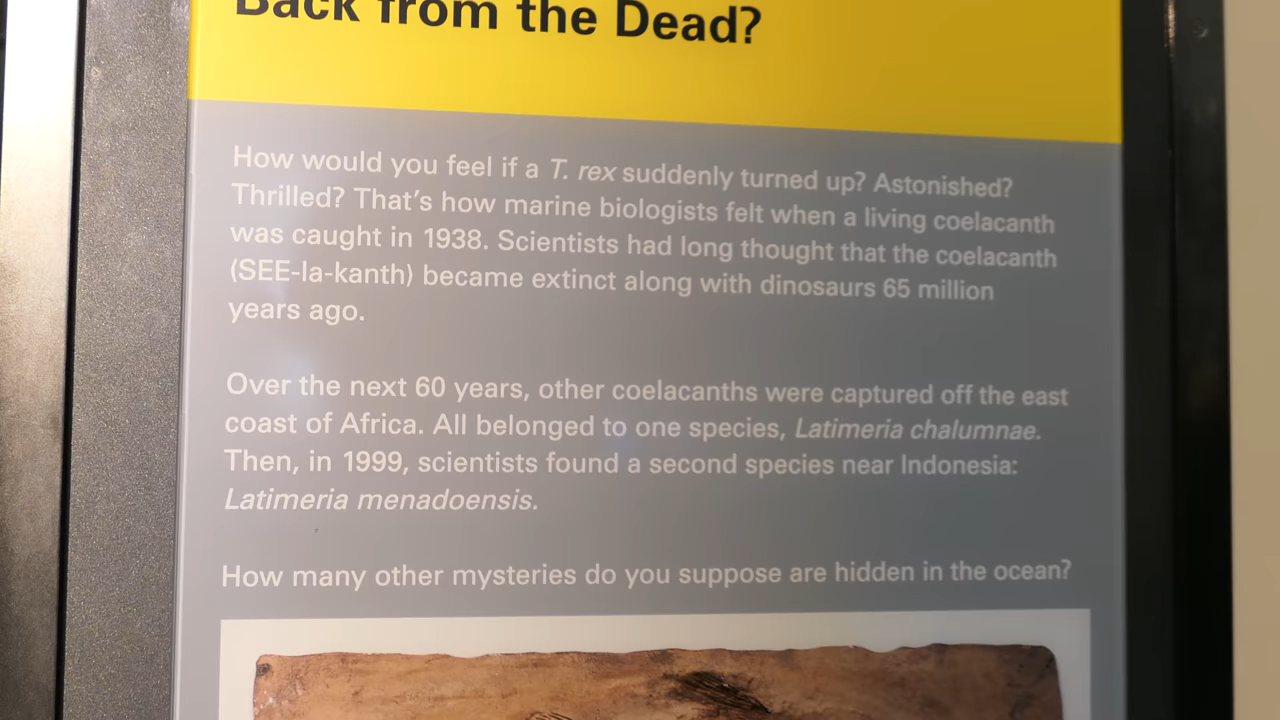 Back from the Dead?
How would you feel if a T. rex suddenly turned up? Astonished?
Thrilled? That's how marine biologists felt when a living coelacanth
was caught in 1938. Scientists had long thought that the coelacanth
(SEE-la-kanth) became extinct along with dinosaurs 65 million
years ago.
Over the next 60 years, other coelacanths were captured off the east
coast of Africa. All belonged to one species, Latimeria chalumnae.
Then, in 1999, scientists found a second species near Indonesia:
Latimeria menadoensis.
How many other mysteries do you suppose are hidden in the ocean?